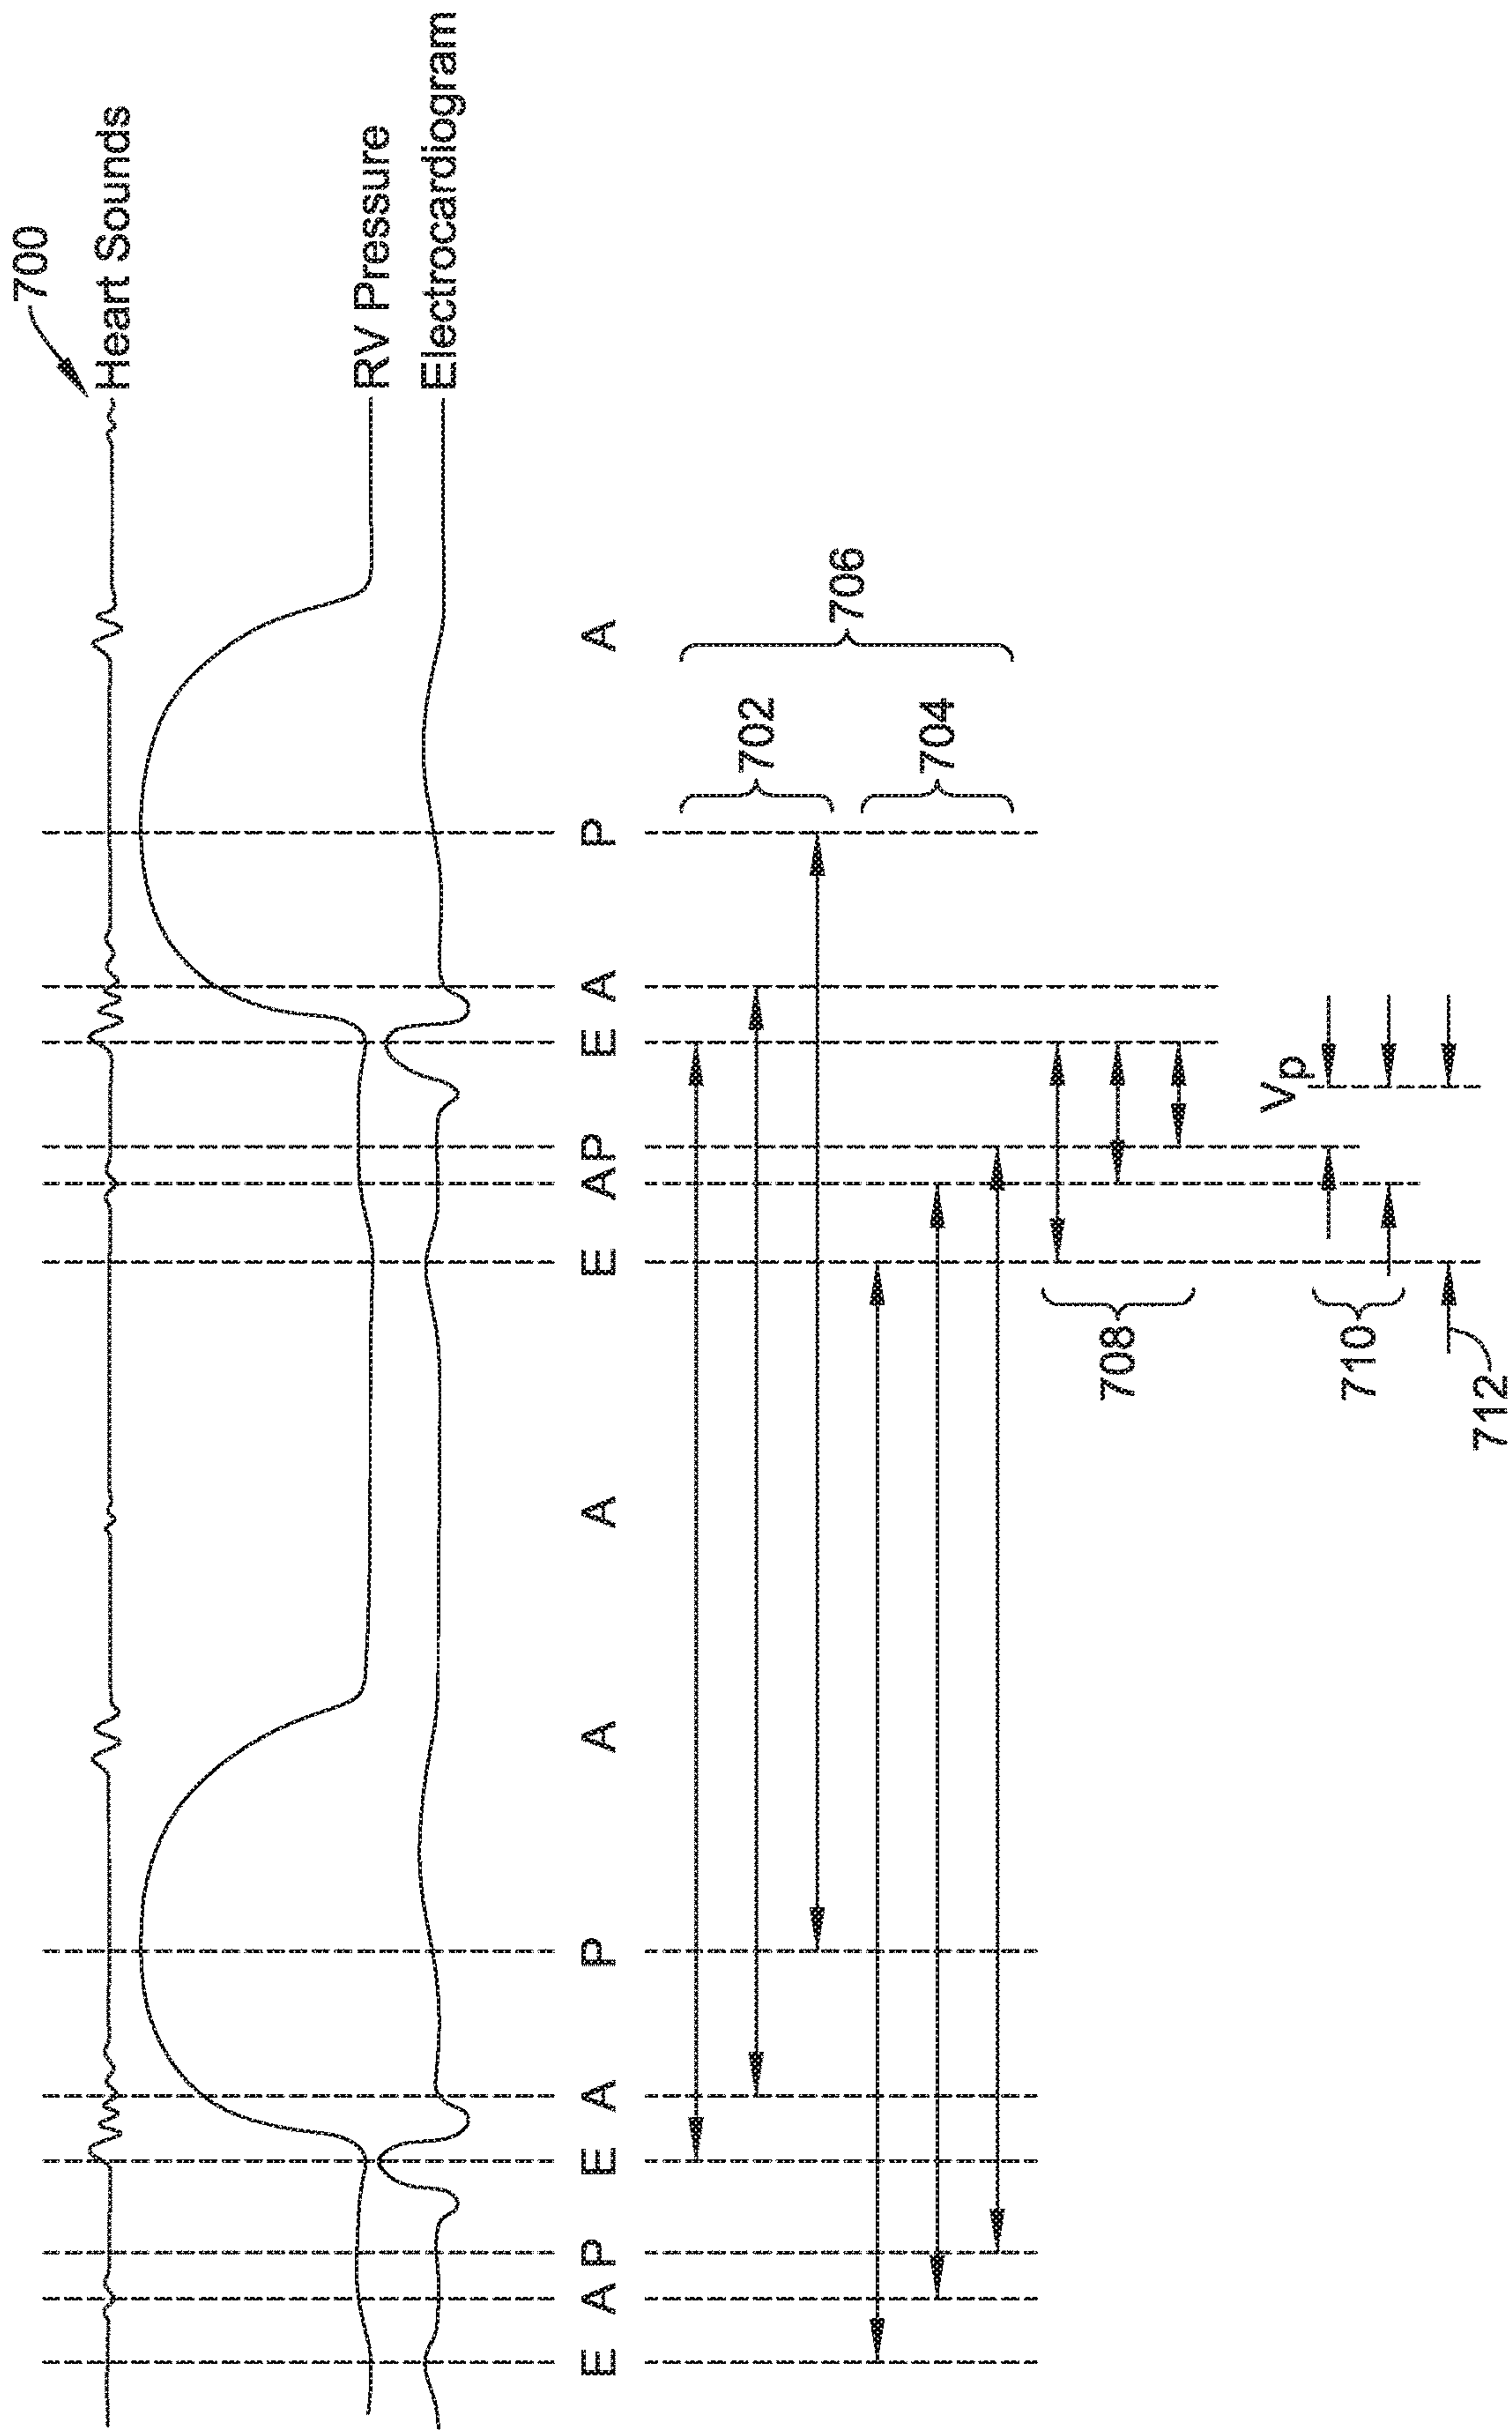 700
Heart Sounds
RV Pressure
Electrocardiogram
E A P E A P A A E A P E A P A
702
706
704
708
Vp
710
712